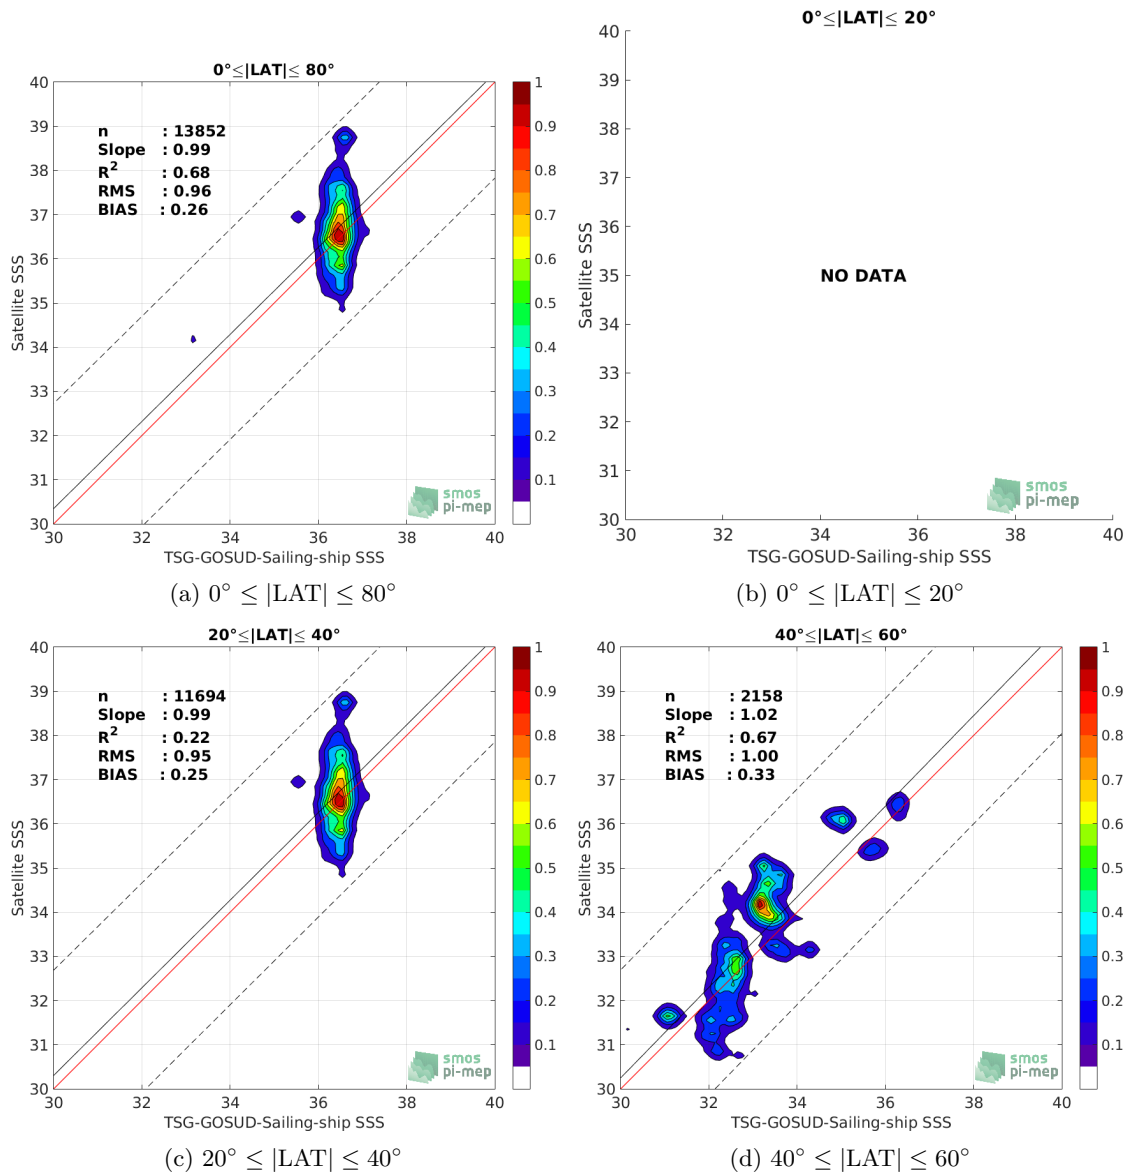 0°≤|LAT|≤ 80°
40
39
38
37
36
35
34
33
32
31
30
Satellite SSS
n : 13852
Slope : 0.99
R² : 0.68
RMS : 0.96
BIAS : 0.26
1
0.9
0.8
0.7
0.6
0.5
0.4
0.3
0.2
0.1
smos
pi-mep
30 32 34 36 38 40
TSG-GOSUD-Sailing-ship SSS
(a) 0° ≤ |LAT| ≤ 80°
0°≤|LAT|≤ 20°
40
39
38
37
36
35
34
33
32
31
30
Satellite SSS
NO DATA
smos
pi-mep
30 32 34 36 38 40
TSG-GOSUD-Sailing-ship SSS
(b) 0° ≤ |LAT| ≤ 20°
20°≤|LAT|≤ 40°
40
39
38
37
36
35
34
33
32
31
30
Satellite SSS
n : 11694
Slope : 0.99
R² : 0.22
RMS : 0.95
BIAS : 0.25
1
0.9
0.8
0.7
0.6
0.5
0.4
0.3
0.2
0.1
smos
pi-mep
30 32 34 36 38 40
TSG-GOSUD-Sailing-ship SSS
(c) 20° ≤ |LAT| ≤ 40°
40°≤|LAT|≤ 60°
40
39
38
37
36
35
34
33
32
31
30
Satellite SSS
n : 2158
Slope : 1.02
R² : 0.67
RMS : 1.00
BIAS : 0.33
1
0.9
0.8
0.7
0.6
0.5
0.4
0.3
0.2
0.1
smos
pi-mep
30 32 34 36 38 40
TSG-GOSUD-Sailing-ship SSS
(d) 40° ≤ |LAT| ≤ 60°